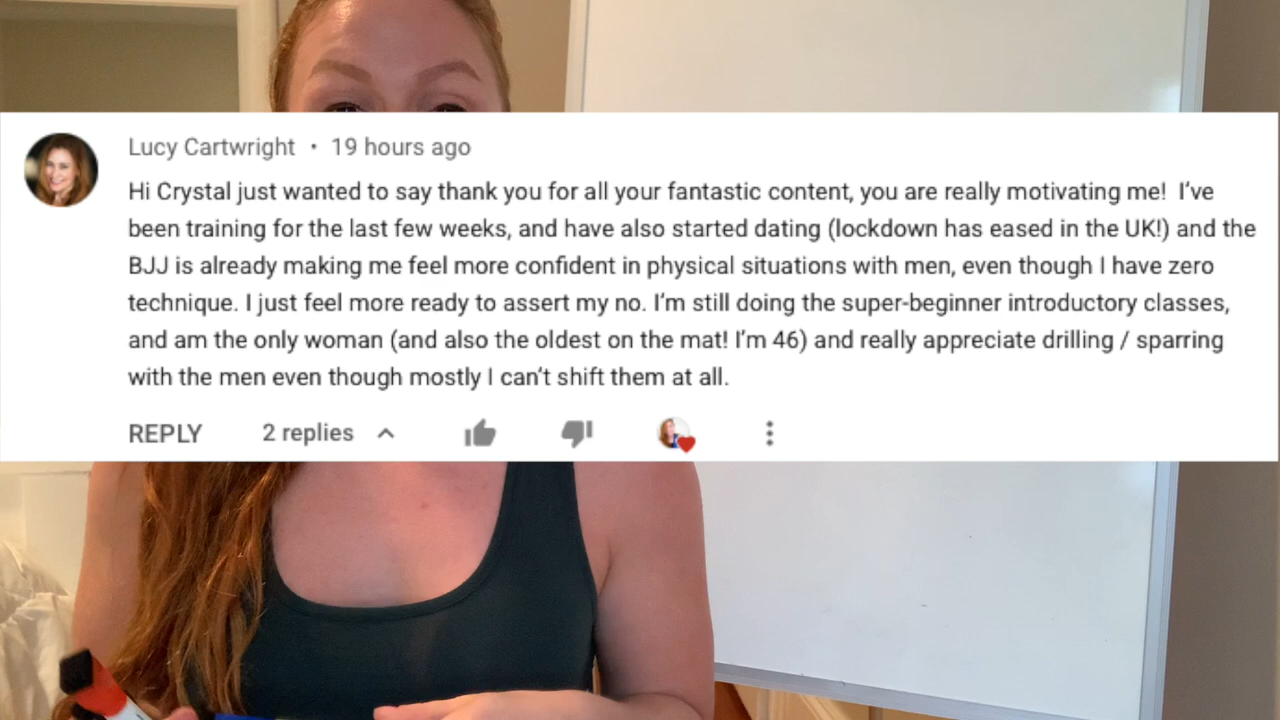 Lucy Cartwright • 19 hours ago
Hi Crystal just wanted to say thank you for all your fantastic content, you are really motivating me! I’ve
been training for the last few weeks, and have also started dating (lockdown has eased in the UK!) and the
BJJ is already making me feel more confident in physical situations with men, even though I have zero
technique. I just feel more ready to assert my no. I’m still doing the super-beginner introductory classes,
and am the only woman (and also the oldest on the mat! I’m 46) and really appreciate drilling / sparring
with the men even though mostly I can’t shift them at all.
REPLY 2 replies